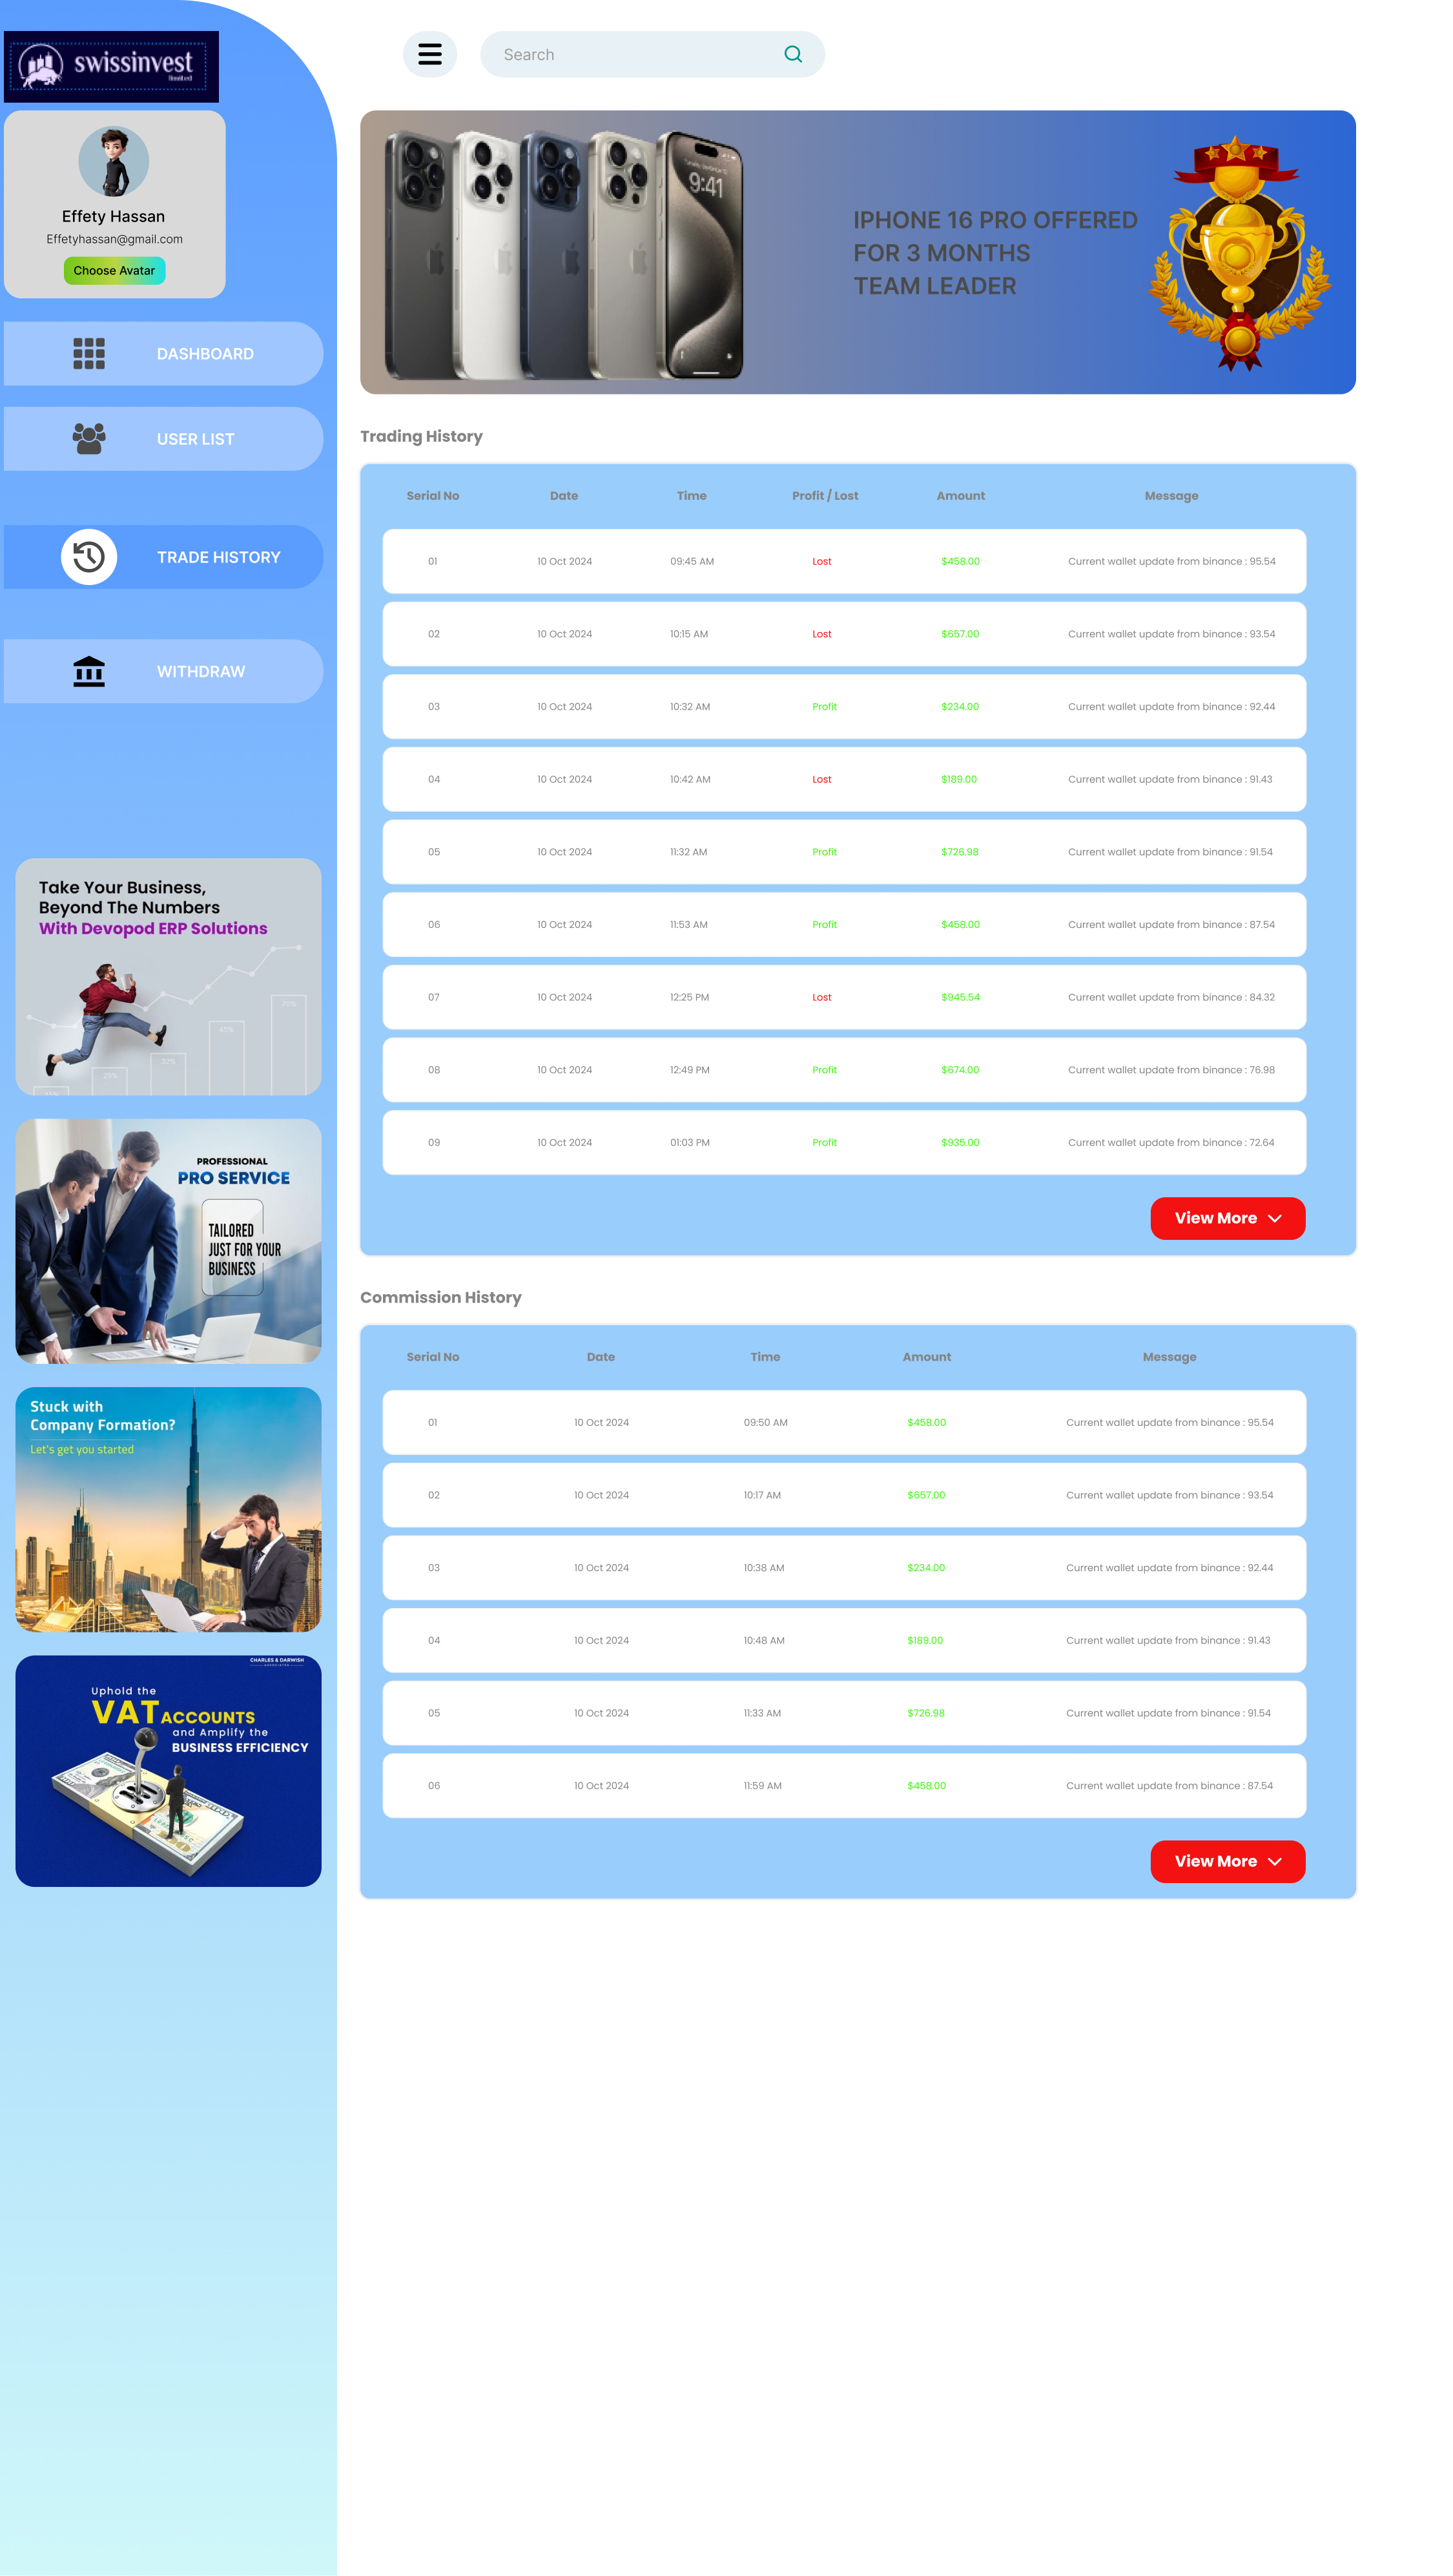 swissinvest
limited
Search
Effety Hassan
Effetyhassan@gmail.com
Choose Avatar
DASHBOARD
USER LIST
TRADE HISTORY
WITHDRAW
Take Your Business,
Beyond The Numbers
With Devopod ERP Solutions
29%
32%
45%
70%
PROFESSIONAL
PRO SERVICE
TAILORED
JUST FOR YOUR
BUSINESS
Stuck with
Company Formation?
Let's get you started
CHARLES & DARWISH
ASSOCIATES
Uphold the
VAT ACCOUNTS
and Amplify the
BUSINESS EFFICIENCY
9:41
IPHONE 16 PRO OFFERED
FOR 3 MONTHS
TEAM LEADER
Trading History
Serial No Date Time Profit / Lost Amount Message
01 10 Oct 2024 09:45 AM Lost $458.00 Current wallet update from binance : 95.54
02 10 Oct 2024 10:15 AM Lost $657.00 Current wallet update from binance : 93.54
03 10 Oct 2024 10:32 AM Profit $234.00 Current wallet update from binance : 92.44
04 10 Oct 2024 10:42 AM Lost $189.00 Current wallet update from binance : 91.43
05 10 Oct 2024 11:32 AM Profit $726.98 Current wallet update from binance : 91.54
06 10 Oct 2024 11:53 AM Profit $458.00 Current wallet update from binance : 87.54
07 10 Oct 2024 12:25 PM Lost $945.54 Current wallet update from binance : 84.32
08 10 Oct 2024 12:49 PM Profit $674.00 Current wallet update from binance : 76.98
09 10 Oct 2024 01:03 PM Profit $935.00 Current wallet update from binance : 72.64
View More
Commission History
Serial No Date Time Amount Message
01 10 Oct 2024 09:50 AM $458.00 Current wallet update from binance : 95.54
02 10 Oct 2024 10:17 AM $657.00 Current wallet update from binance : 93.54
03 10 Oct 2024 10:38 AM $234.00 Current wallet update from binance : 92.44
04 10 Oct 2024 10:48 AM $189.00 Current wallet update from binance : 91.43
05 10 Oct 2024 11:33 AM $726.98 Current wallet update from binance : 91.54
06 10 Oct 2024 11:59 AM $458.00 Current wallet update from binance : 87.54
View More